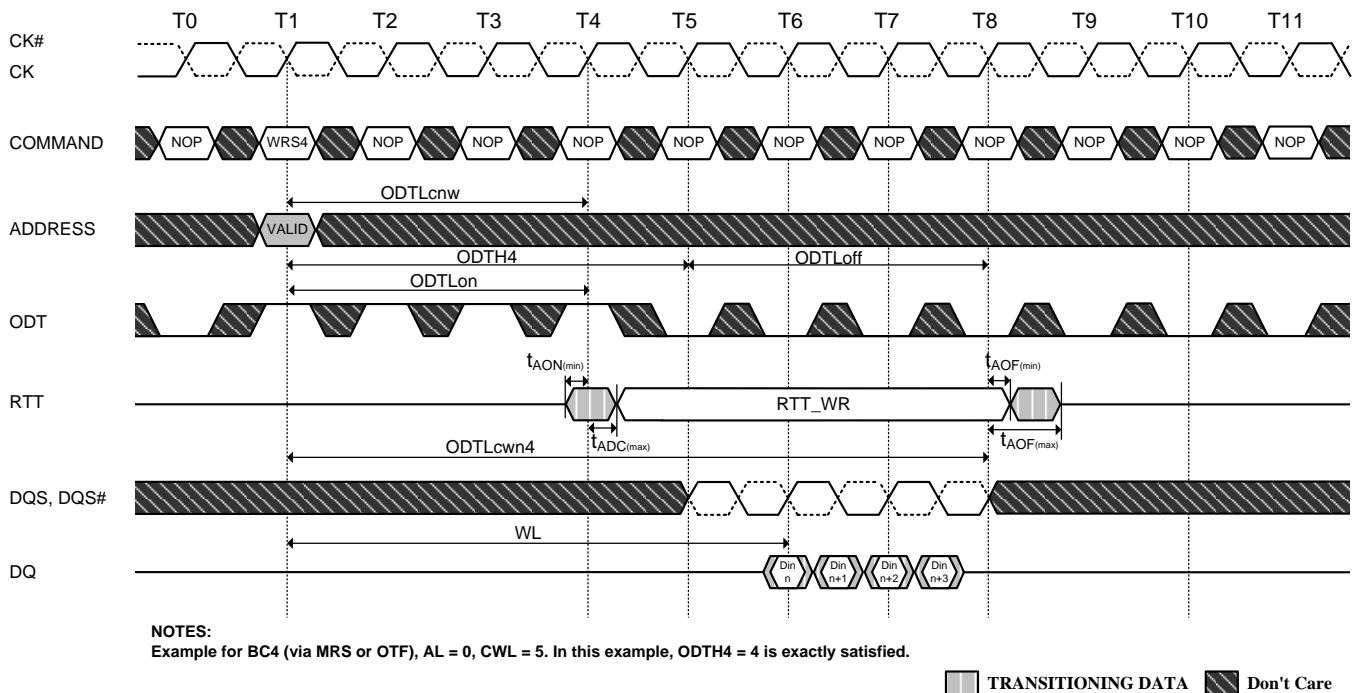 T0 T1 T2 T3 T4 T5 T6 T7 T8 T9 T10 T11
CK#
CK
COMMAND NOP WRS4 NOP NOP NOP NOP NOP NOP NOP NOP NOP NOP
ODTLcnw
ADDRESS VALID
ODTH4 ODTLoff
ODTLon
ODT
tAON(min) tAOF(min)
RTT RTT_WR
tADC(max) tAOF(max)
ODTLcwn4
DQS, DQS#
WL
DQ Din n Din n+1 Din n+2 Din n+3
NOTES:
Example for BC4 (via MRS or OTF), AL = 0, CWL = 5. In this example, ODTH4 = 4 is exactly satisfied.
TRANSITIONING DATA Don't Care